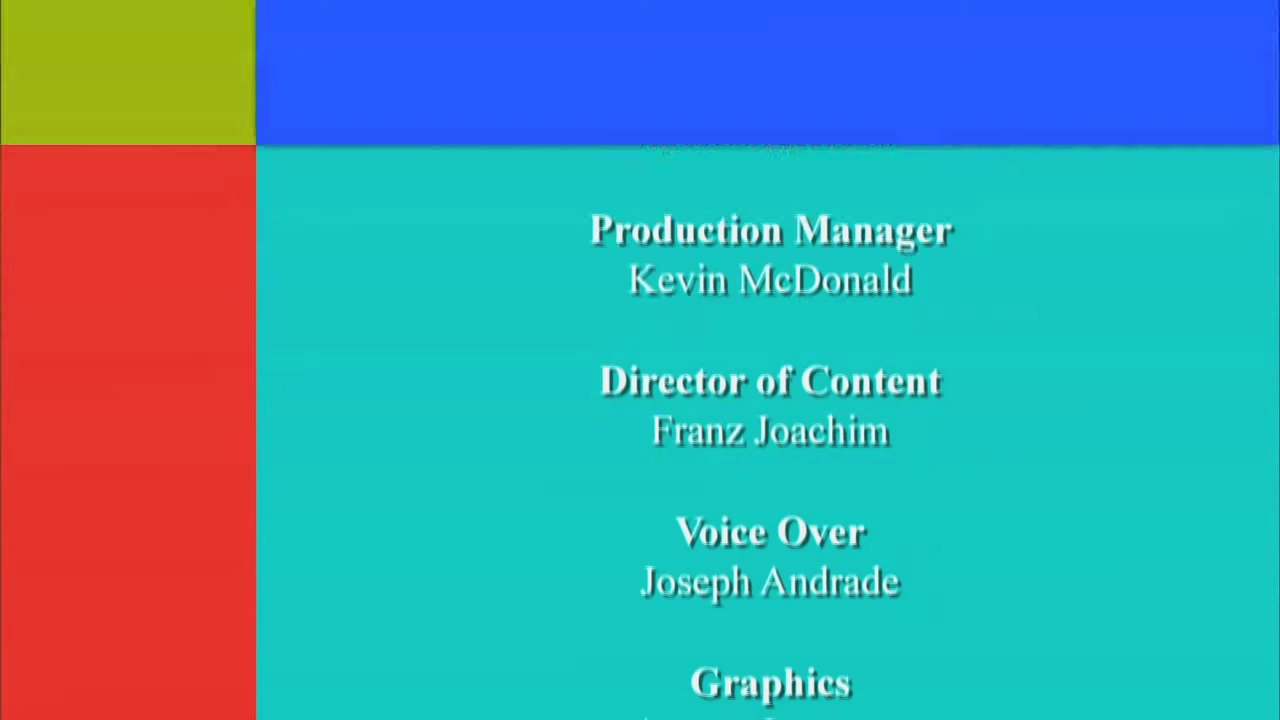 Production Manager
Kevin McDonald
Director of Content
Franz Joachim
Voice Over
Joseph Andrade
Graphics